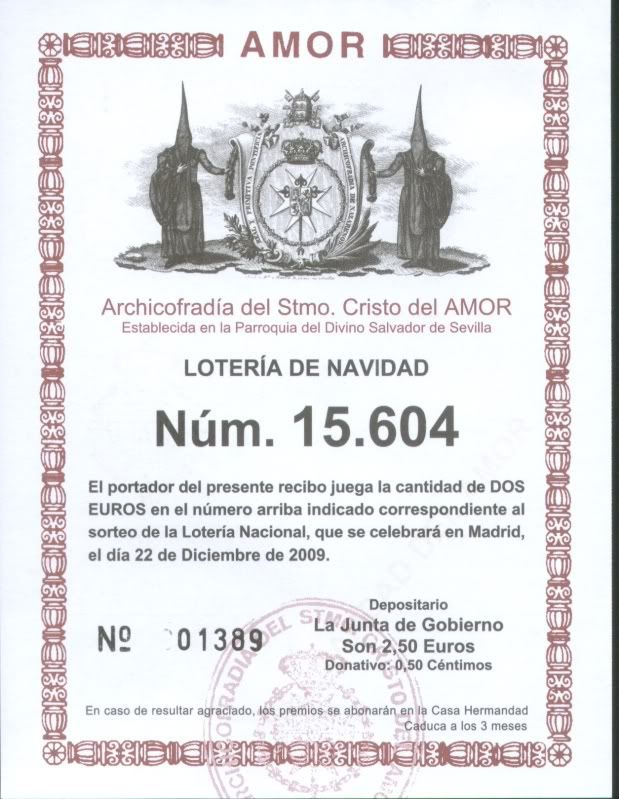 AMOR
Archicofradía del Stmo. Cristo del AMOR
Establecida en la Parroquia del Divino Salvador de Sevilla
LOTERÍA DE NAVIDAD
Núm. 15.604
El portador del presente recibo juega la cantidad de DOS
EUROS en el número arriba indicado correspondiente al
sorteo de la Lotería Nacional, que se celebrará en Madrid,
el día 22 de Diciembre de 2009.
Nº 01389
Depositario
La Junta de Gobierno
Son 2,50 Euros
Donativo: 0,50 Céntimos
En caso de resultar agraciado, los premios se abonarán en la Casa Hermandad
Caduca a los 3 meses